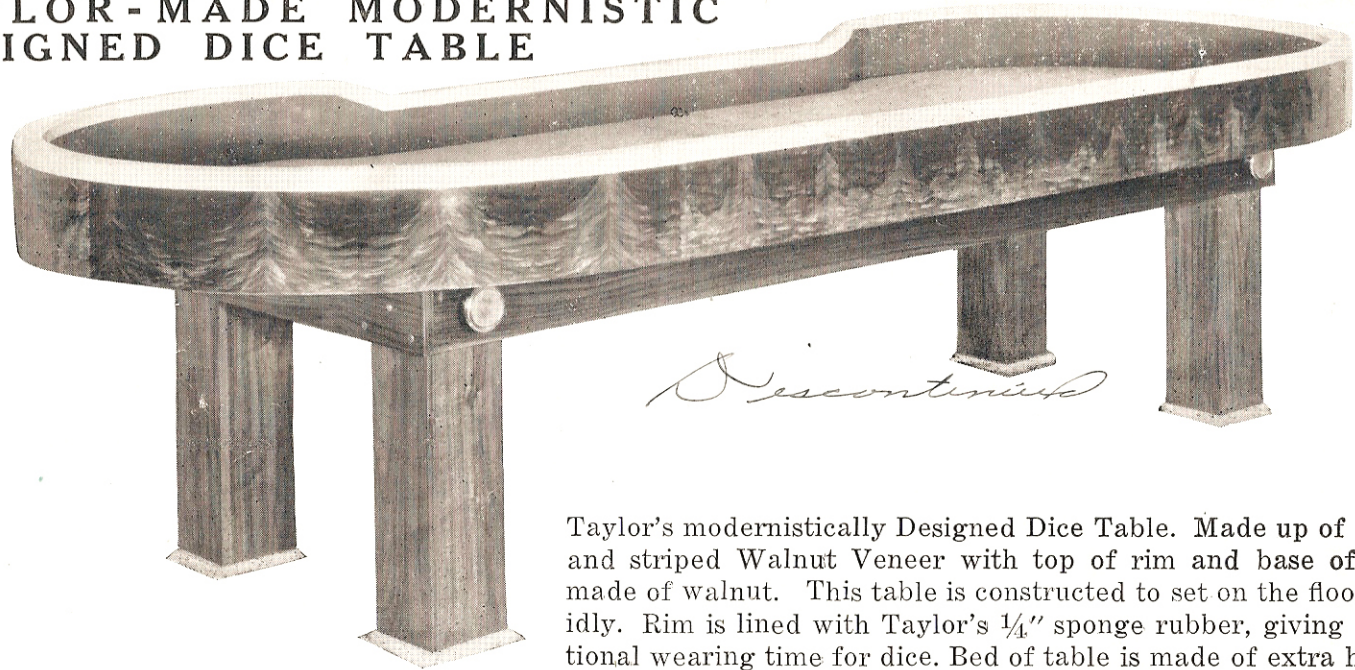 LOR-MADE MODERNISTIC
IGNED DICE TABLE
Descontinued
Taylor's modernistically Designed Dice Table. Made up of
and striped Walnut Veneer with top of rim and base of
made of walnut. This table is constructed to set on the floo
idly. Rim is lined with Taylor's 1/4" sponge rubber, giving
tional wearing time for dice. Bed of table is made of extra h